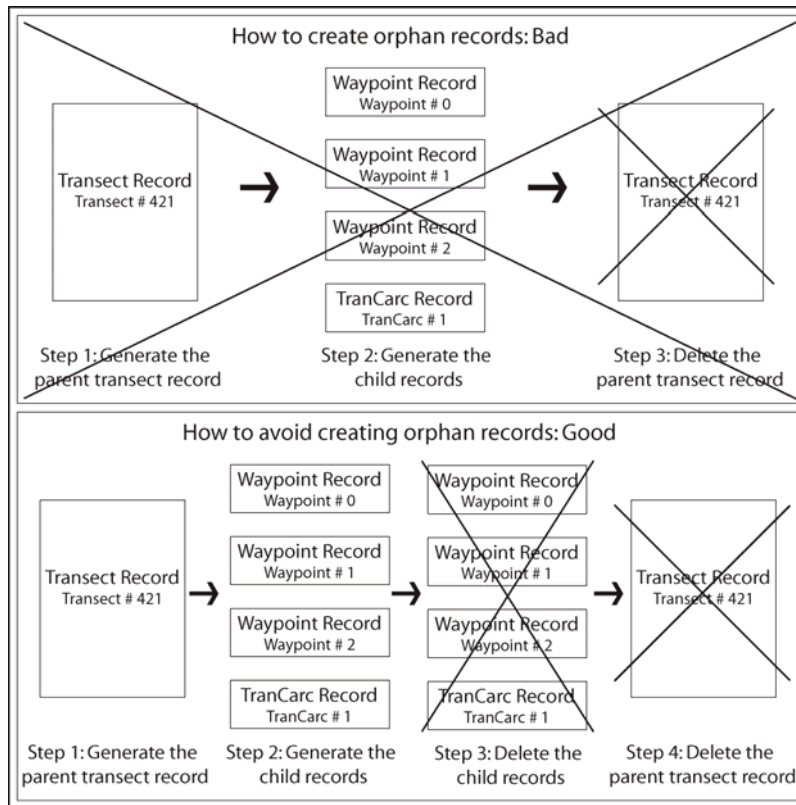 How to create orphan records: Bad
Transect Record
Transect # 421
Waypoint Record
Waypoint # 0
Waypoint Record
Waypoint # 1
Waypoint Record
Waypoint # 2
TranCarc Record
TranCarc # 1
Transect Record
Transect # 421
Step 1: Generate the
parent transect record
Step 2: Generate the
child records
Step 3: Delete the
parent transect record
How to avoid creating orphan records: Good
Transect Record
Transect # 421
Waypoint Record
Waypoint # 0
Waypoint Record
Waypoint # 1
Waypoint Record
Waypoint # 2
TranCarc Record
TranCarc # 1
Waypoint Record
Waypoint # 0
Waypoint Record
Waypoint # 1
Waypoint Record
Waypoint # 2
TranCarc Record
TranCarc # 1
Transect Record
Transect # 421
Step 1: Generate the
parent transect record
Step 2: Generate the
child records
Step 3: Delete the
child records
Step 4: Delete the
parent transect record